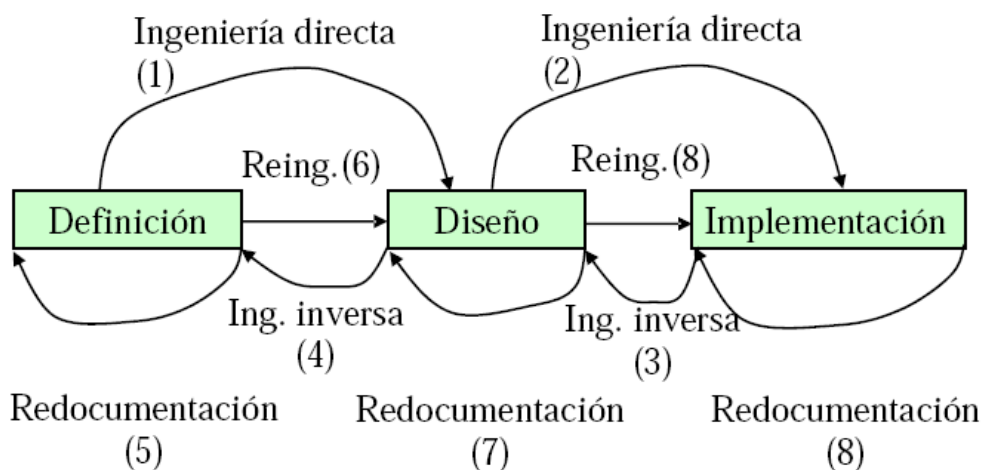 Ingeniería directa
(1)
Ingeniería directa
(2)
Reing.(6)
Reing.(8)
Definición
Diseño
Implementación
Ing. inversa
(4)
Ing. inversa
(3)
Redocumentación
(5)
Redocumentación
(7)
Redocumentación
(8)